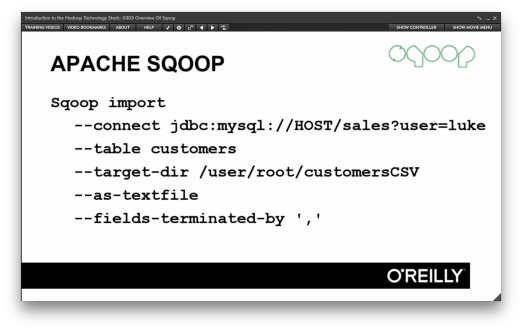 Introduction to the Hadoop Technology Stack: 0303 Overview Of Sqoop
TRAINING VIDEOS VIDEO BOOKMARKS ABOUT HELP SHOW CONTROLLER SHOW MOVIE MENU
APACHE SQOOP
sqoop
Sqoop import
--connect jdbc:mysql://HOST/sales?user=luke
--table customers
--target-dir /user/root/customersCSV
--as-textfile
--fields-terminated-by ','
O'REILLY